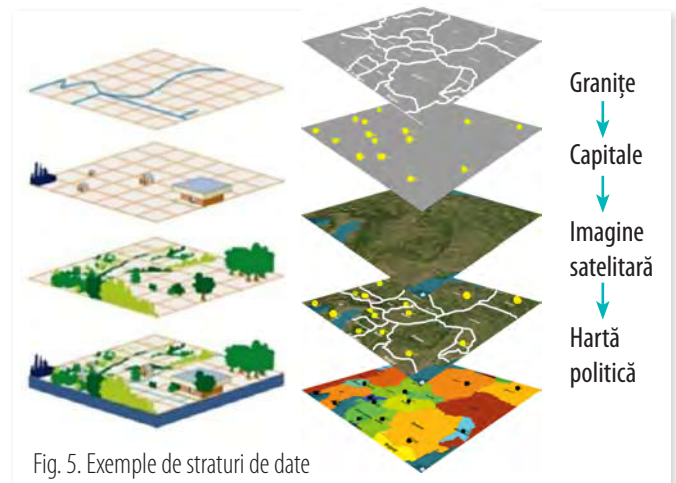 Granițe
Capitale
Imagine
satelitară
Hartă
politică
Fig. 5. Exemple de straturi de date